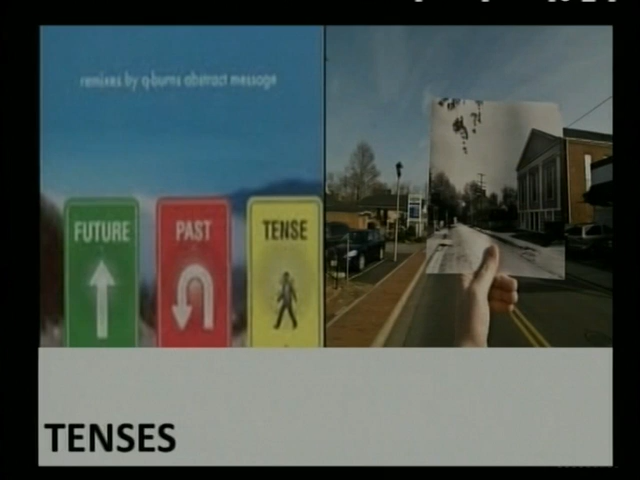 remixes by q-burns abstract message
FUTURE
PAST
TENSE
TENSES